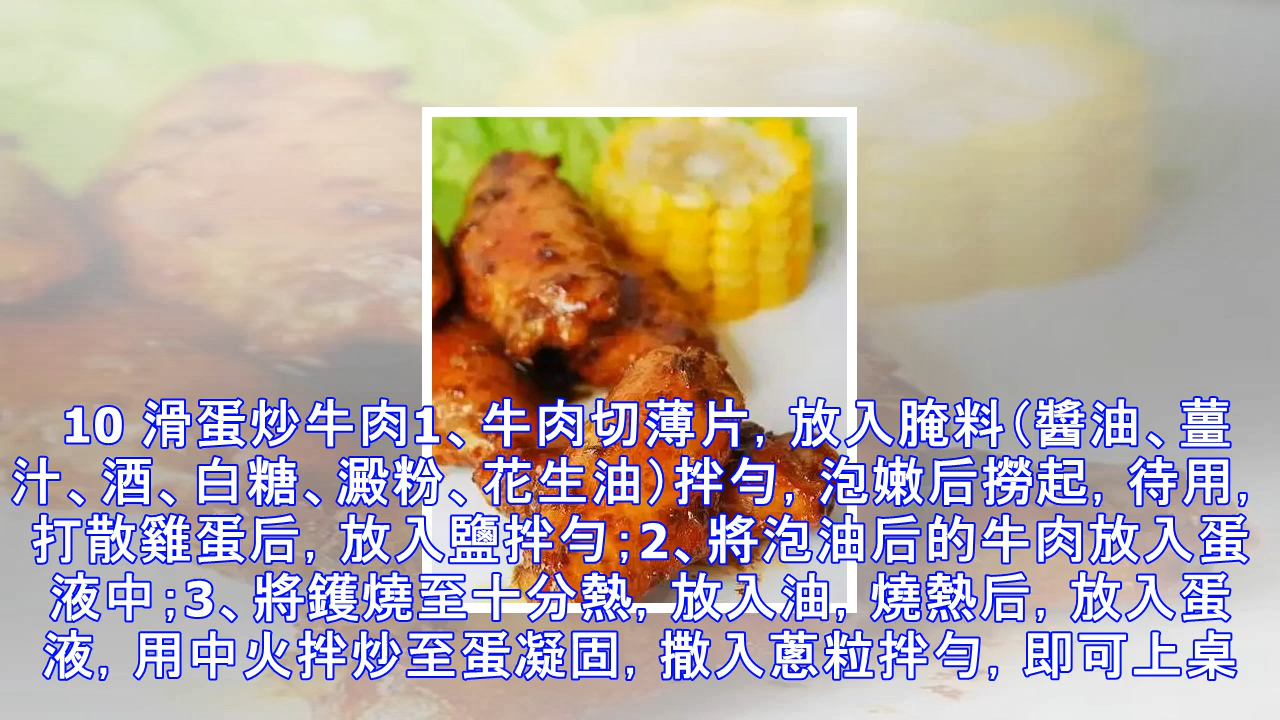 10 滑蛋炒牛肉1、牛肉切薄片, 放入腌料(醬油、薑
汁、酒、白糖、澱粉、花生油)拌勻, 泡嫩后撈起, 待用,
打散雞蛋后, 放入鹽拌勻;2、將泡油后的牛肉放入蛋
液中;3、將鑊燒至十分熱, 放入油, 燒熱后, 放入蛋
液, 用中火拌炒至蛋凝固, 撒入蔥粒拌勻, 即可上桌